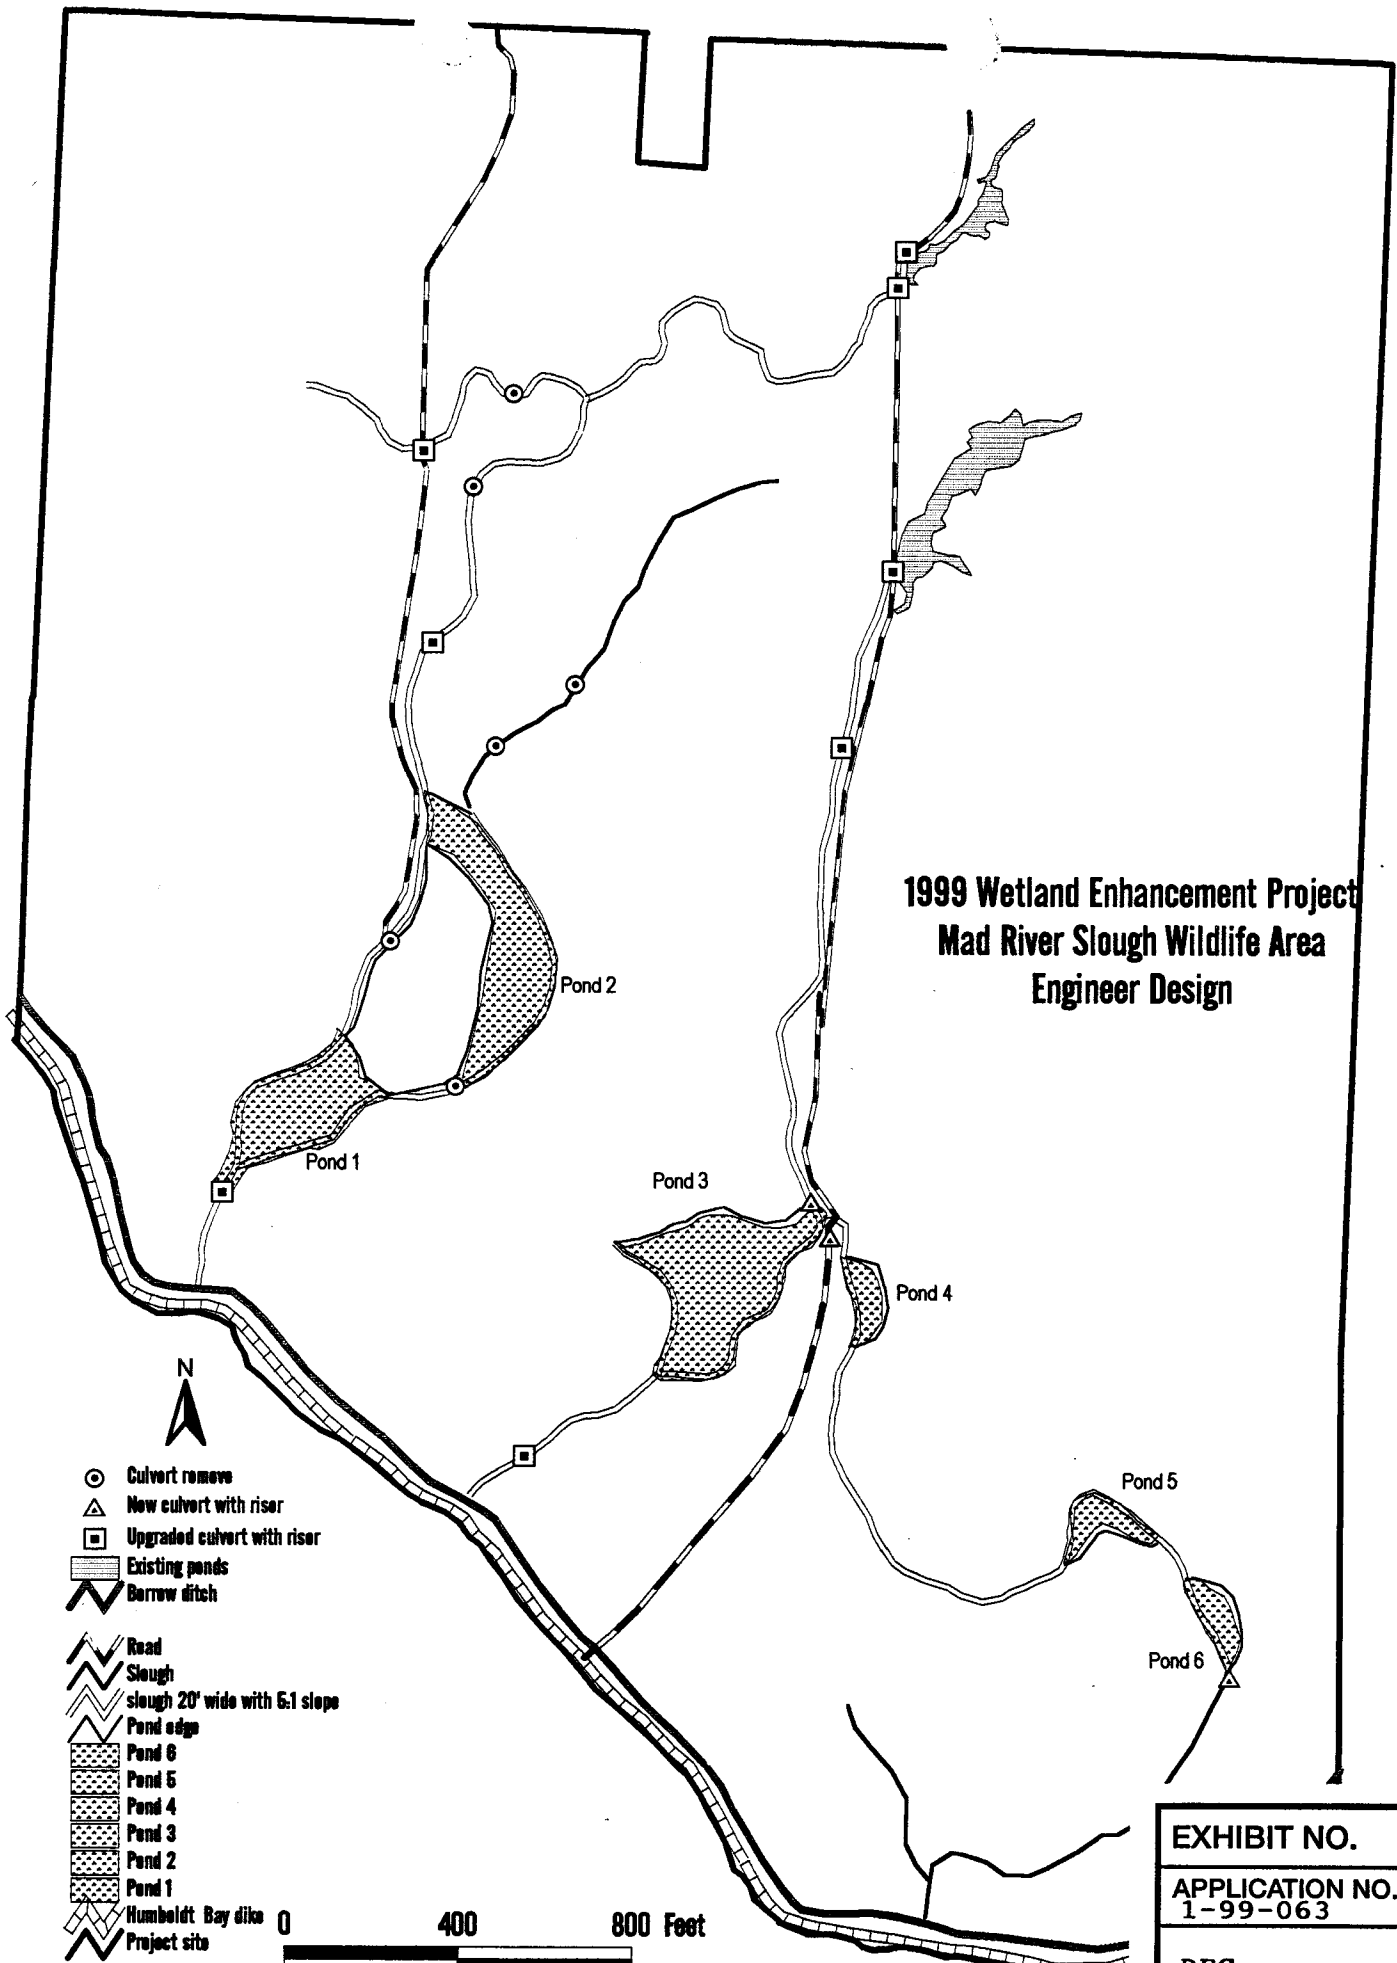 1999 Wetland Enhancement Project
Mad River Slough Wildlife Area
Engineer Design
Pond 2
Pond 1
Pond 3
Pond 4
Pond 5
Pond 6
N
Culvert remove
New culvert with riser
Upgraded culvert with riser
Existing ponds
Borrow ditch
Road
Slough
slough 20' wide with 5:1 slope
Pond edge
Pond 6
Pond 5
Pond 4
Pond 3
Pond 2
Pond 1
Humboldt Bay dike
Project site
0 400 800 Feet
EXHIBIT NO.
APPLICATION NO.
1-99-063